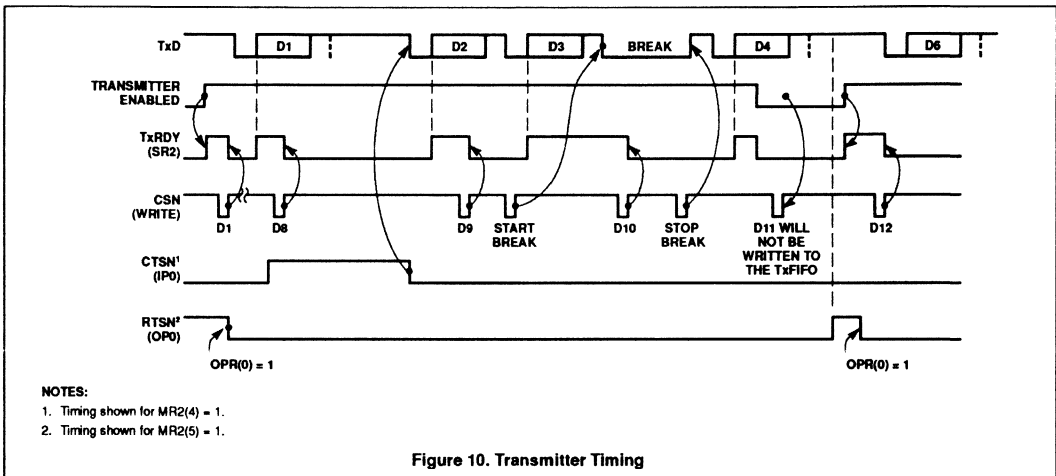 TxD
D1
D2
D3
BREAK
D4
D6
TRANSMITTER
ENABLED
TxRDY
(SR2)
CSN
(WRITE)
D1
D8
D9
START
BREAK
D10
STOP
BREAK
D11 WILL
NOT BE
WRITTEN TO
THE TxFIFO
D12
CTSN¹
(IP0)
RTSN²
(OP0)
OPR(0) = 1
OPR(0) = 1
NOTES:
1. Timing shown for MR2(4) = 1.
2. Timing shown for MR2(5) = 1.
Figure 10. Transmitter Timing